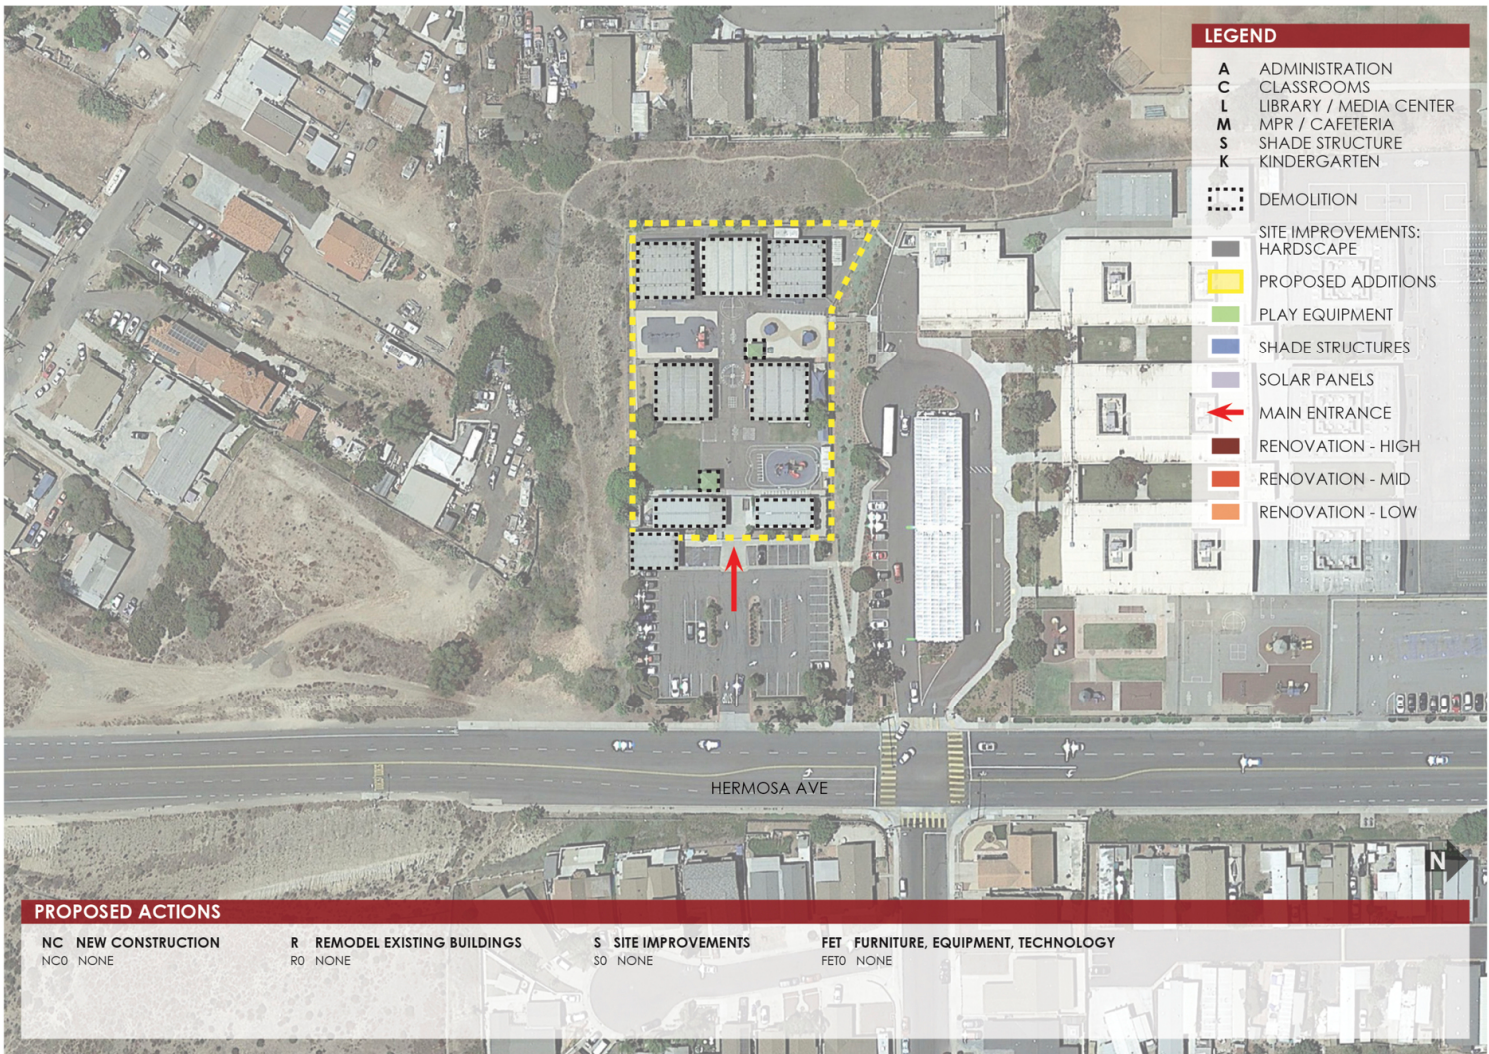 LEGEND
A ADMINISTRATION
C CLASSROOMS
L LIBRARY / MEDIA CENTER
M MPR / CAFETERIA
S SHADE STRUCTURE
K KINDERGARTEN
DEMOLITION
SITE IMPROVEMENTS:
HARDSCAPE
PROPOSED ADDITIONS
PLAY EQUIPMENT
SHADE STRUCTURES
SOLAR PANELS
MAIN ENTRANCE
RENOVATION - HIGH
RENOVATION - MID
RENOVATION - LOW
HERMOSA AVE
N
PROPOSED ACTIONS
NC NEW CONSTRUCTION
NC0 NONE
R REMODEL EXISTING BUILDINGS
R0 NONE
S SITE IMPROVEMENTS
S0 NONE
FET FURNITURE, EQUIPMENT, TECHNOLOGY
FET0 NONE